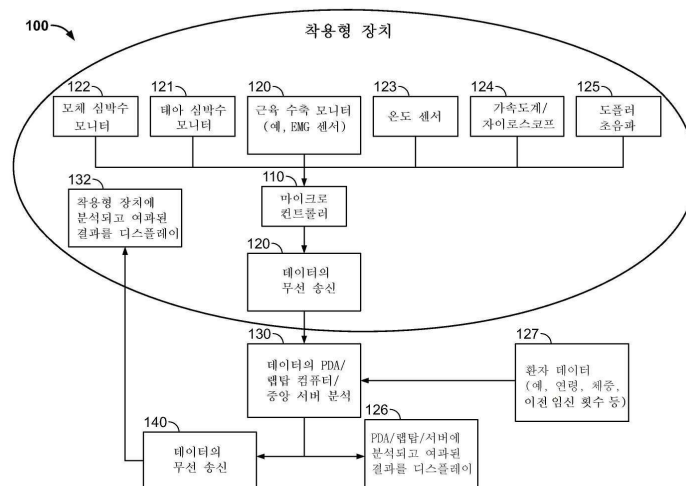 100
착용형 장치
122
모체 심박수
모니터
121
태아 심박수
모니터
120
근육 수축 모니터
(예, EMG 센서)
123
온도 센서
124
가속도계/
자이로스코프
125
도플러
초음파
132
착용형 장치에
분석되고 여과된
결과를 디스플레이
110
마이크로
컨트롤러
120
데이터의
무선 송신
130
데이터의 PDA/
랩탑 컴퓨터/
중앙 서버 분석
127
환자 데이터
(예, 연령, 체중,
이전 임신 횟수 등)
140
데이터의
무선 송신
126
PDA/랩탑/서버에
분석되고 여과된
결과를 디스플레이